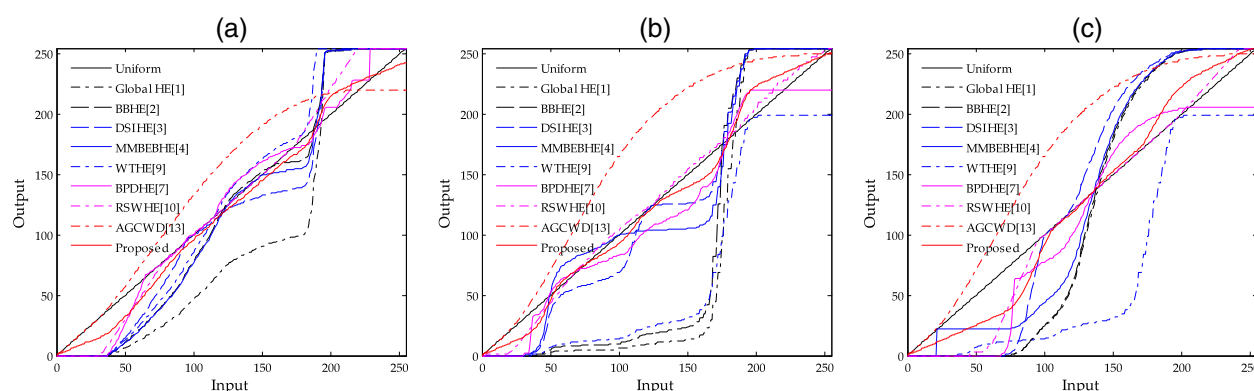 (a)
250
200
150
100
50
0
Output
Uniform
Global HE[1]
BBHE[2]
DSIHE[3]
MMBEBHE[4]
WTHE[9]
BPDHE[7]
RSWHE[10]
AGCWD[13]
Proposed
0 50 100 150 200 250
Input
(b)
250
200
150
100
50
0
Output
Uniform
Global HE[1]
BBHE[2]
DSIHE[3]
MMBEBHE[4]
WTHE[9]
BPDHE[7]
RSWHE[10]
AGCWD[13]
Proposed
0 50 100 150 200 250
Input
(c)
250
200
150
100
50
0
Output
Uniform
Global HE[1]
BBHE[2]
DSIHE[3]
MMBEBHE[4]
WTHE[9]
BPDHE[7]
RSWHE[10]
AGCWD[13]
Proposed
0 50 100 150 200 250
Input